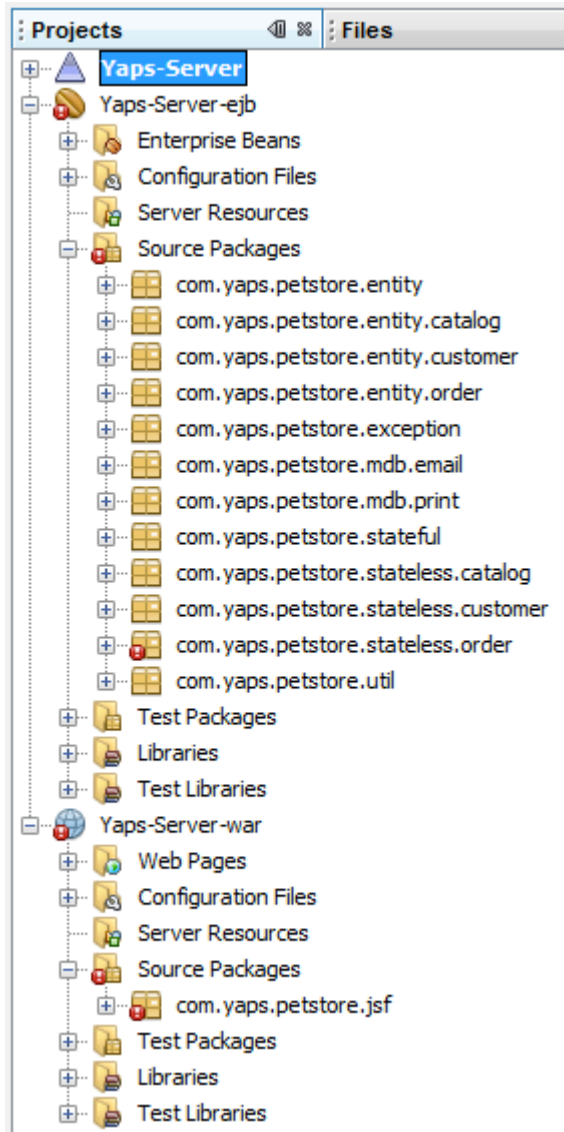 Projects Files
Yaps-Server
Yaps-Server-ejb
Enterprise Beans
Configuration Files
Server Resources
Source Packages
com.yaps.petstore.entity
com.yaps.petstore.entity.catalog
com.yaps.petstore.entity.customer
com.yaps.petstore.entity.order
com.yaps.petstore.exception
com.yaps.petstore.mdb.email
com.yaps.petstore.mdb.print
com.yaps.petstore.stateful
com.yaps.petstore.stateless.catalog
com.yaps.petstore.stateless.customer
com.yaps.petstore.stateless.order
com.yaps.petstore.util
Test Packages
Libraries
Test Libraries
Yaps-Server-war
Web Pages
Configuration Files
Server Resources
Source Packages
com.yaps.petstore.jsf
Test Packages
Libraries
Test Libraries